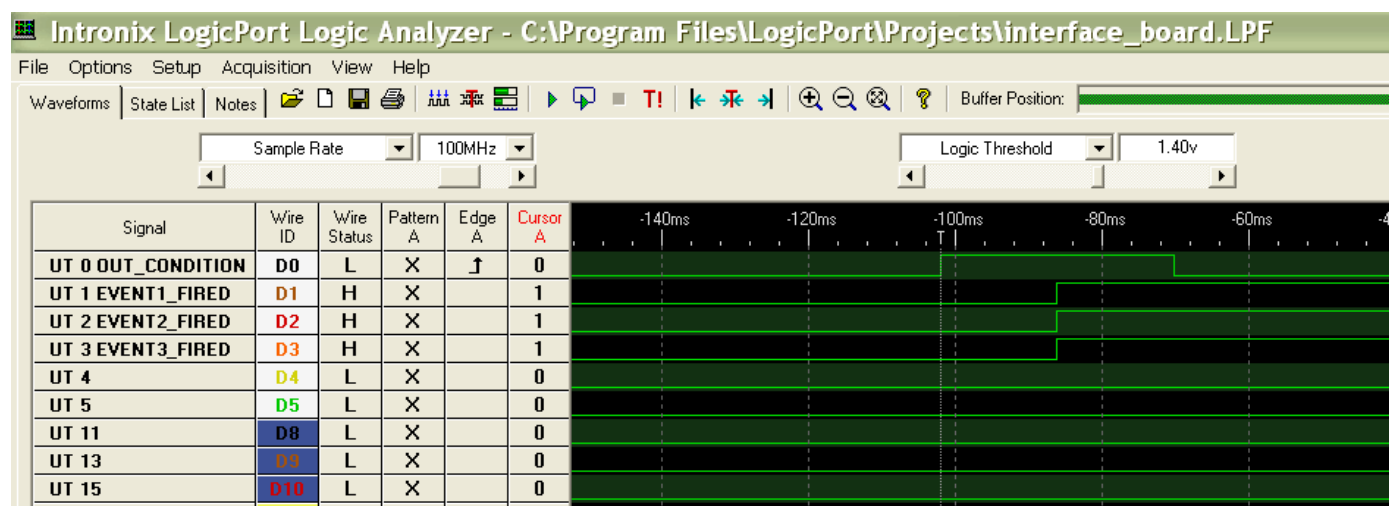 Intronix LogicPort Logic Analyzer - C:\Program Files\LogicPort\Projects\interface_board.LPF
File Options Setup Acquisition View Help
Waveforms State List Notes T! Buffer Position:
Sample Rate 100MHz Logic Threshold 1.40v
Signal Wire ID Wire Status Pattern A Edge A Cursor A -140ms -120ms -100ms -80ms -60ms -4
T
UT 0 OUT_CONDITION D0 L X 0
UT 1 EVENT1_FIRED D1 H X 1
UT 2 EVENT2_FIRED D2 H X 1
UT 3 EVENT3_FIRED D3 H X 1
UT 4 D4 L X 0
UT 5 D5 L X 0
UT 11 D8 L X 0
UT 13 D9 L X 0
UT 15 D10 L X 0